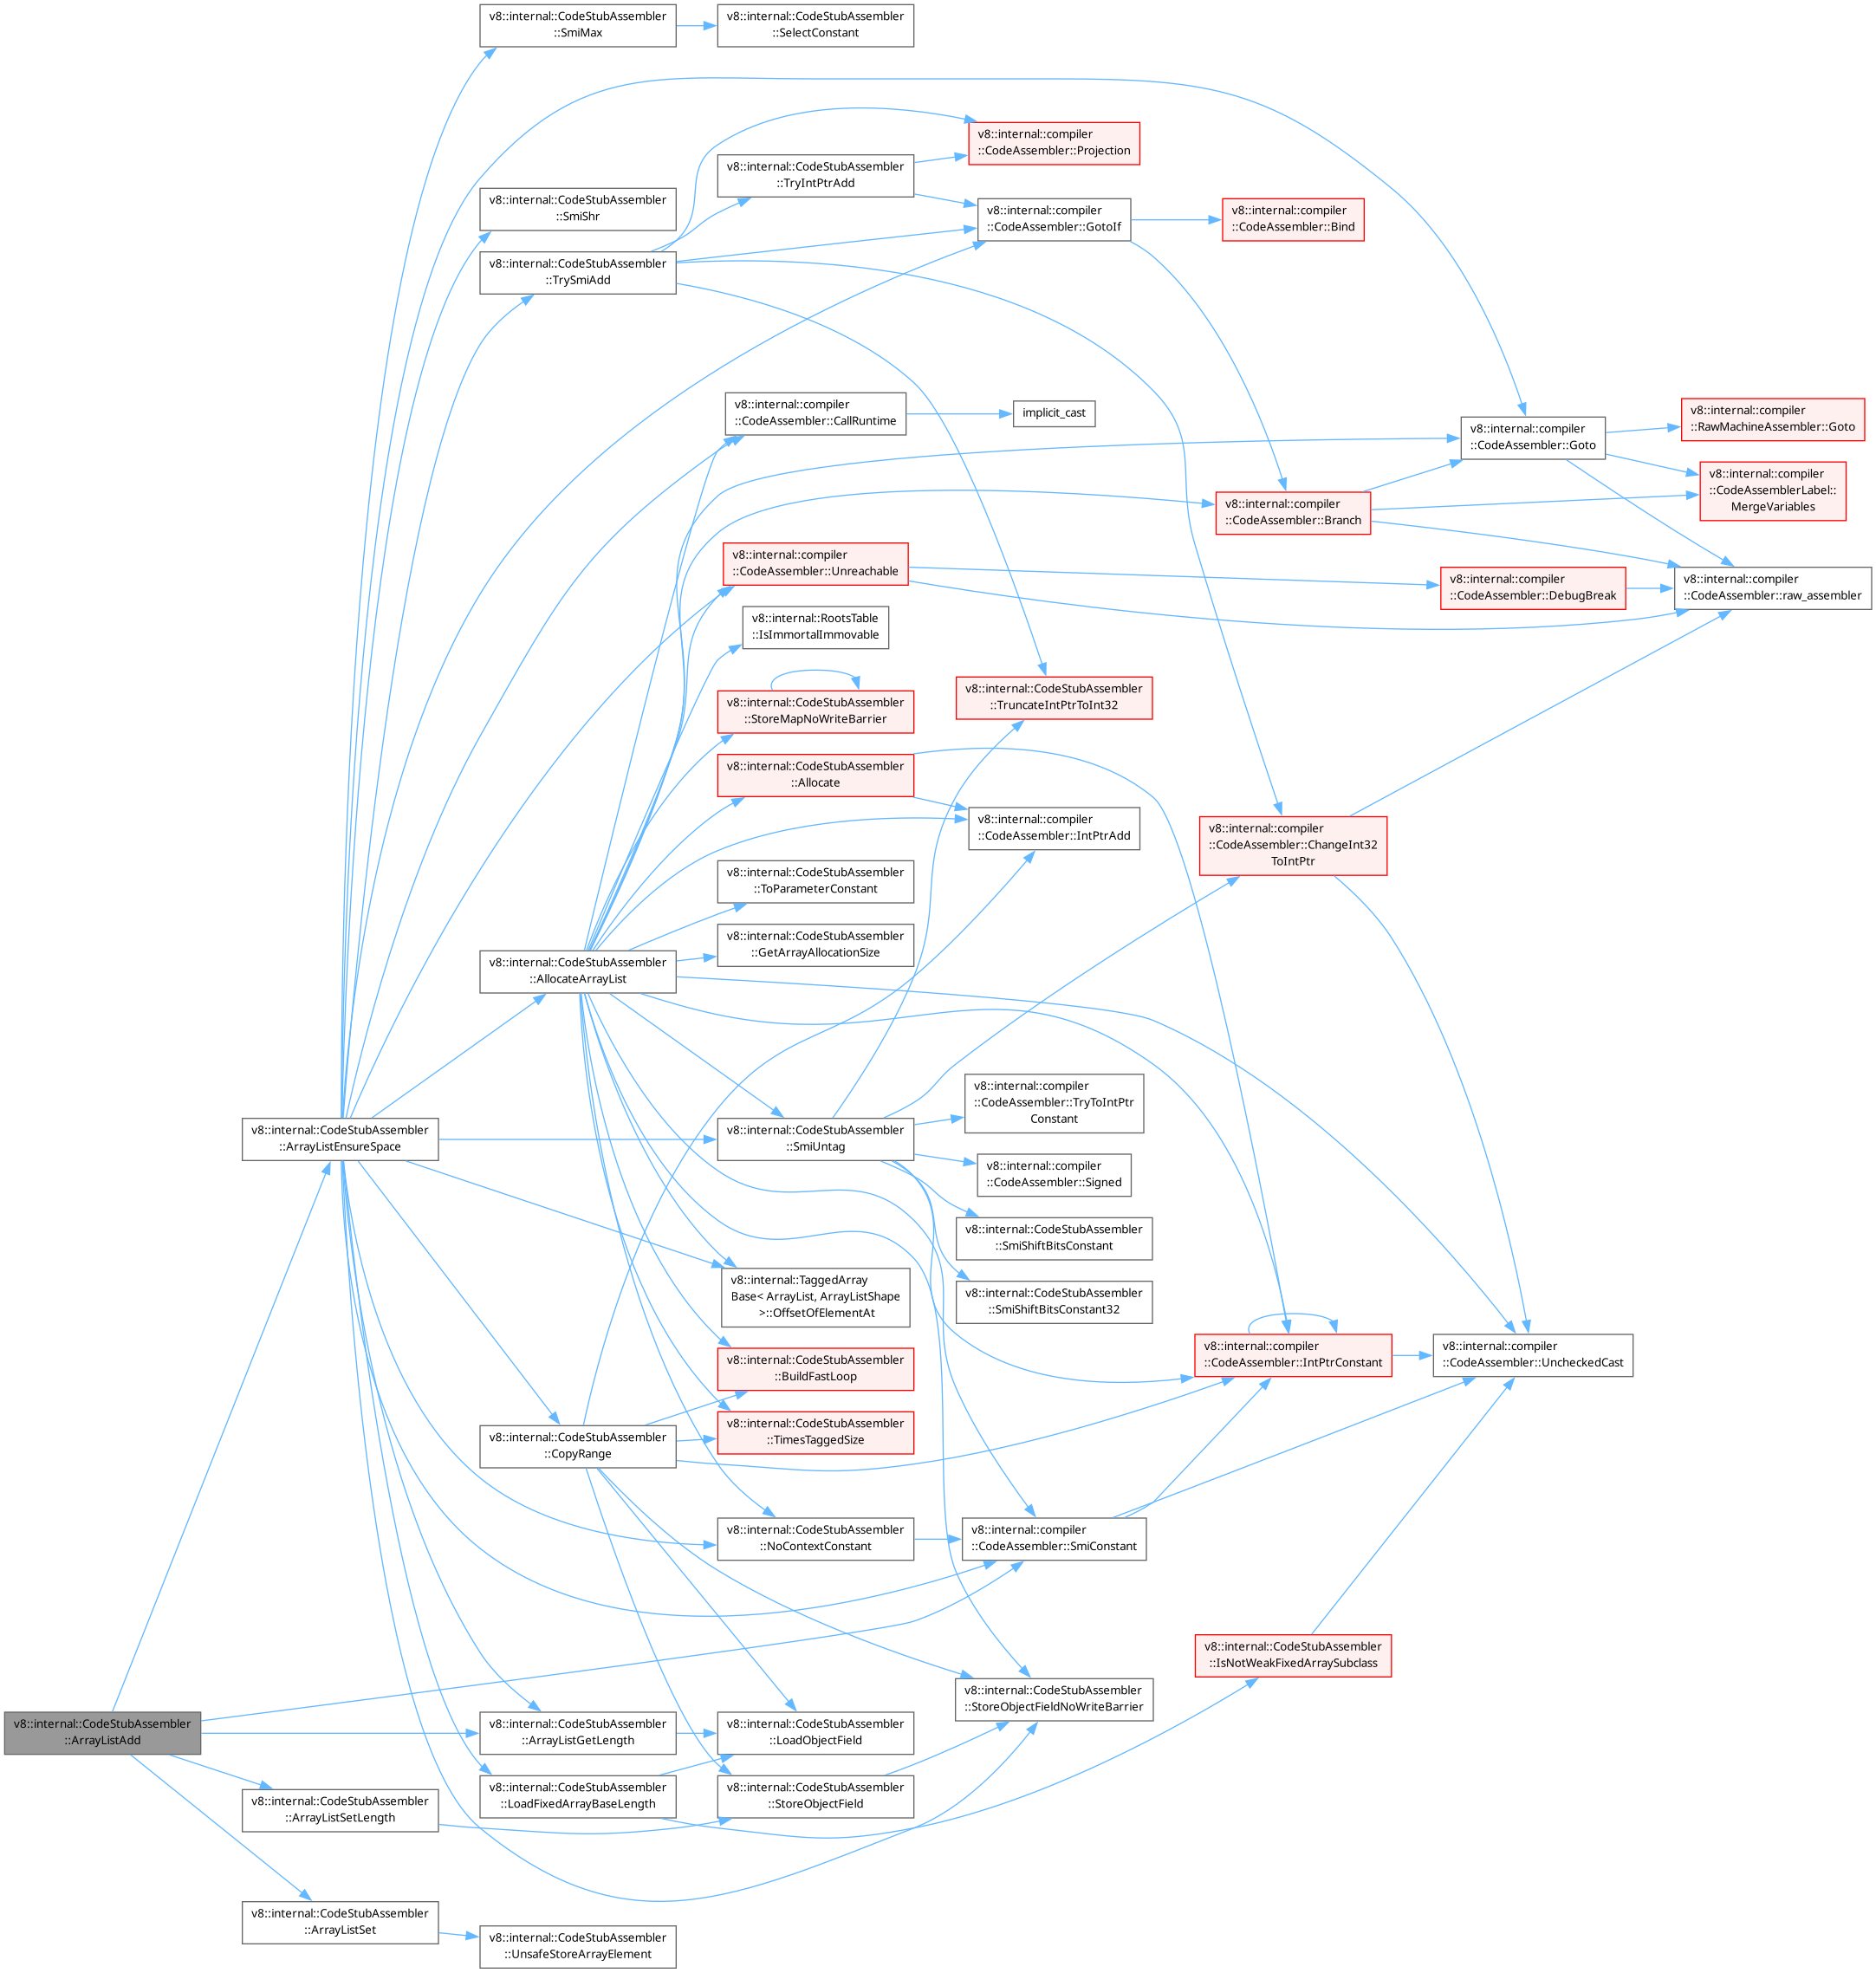 v8::internal::CodeStubAssembler
::SmiMax
v8::internal::CodeStubAssembler
::SelectConstant
v8::internal::compiler
::CodeAssembler::Projection
v8::internal::CodeStubAssembler
::TryIntPtrAdd
v8::internal::CodeStubAssembler
::SmiShr
v8::internal::compiler
::CodeAssembler::GotoIf
v8::internal::compiler
::CodeAssembler::Bind
v8::internal::CodeStubAssembler
::TrySmiAdd
v8::internal::compiler
::CodeAssembler::CallRuntime
implicit_cast
v8::internal::compiler
::CodeAssembler::Goto
v8::internal::compiler
::RawMachineAssembler::Goto
v8::internal::compiler
::CodeAssemblerLabel::
MergeVariables
v8::internal::compiler
::CodeAssembler::Branch
v8::internal::compiler
::CodeAssembler::Unreachable
v8::internal::compiler
::CodeAssembler::DebugBreak
v8::internal::compiler
::CodeAssembler::raw_assembler
v8::internal::RootsTable
::IsImmortalImmovable
v8::internal::CodeStubAssembler
::StoreMapNoWriteBarrier
v8::internal::CodeStubAssembler
::TruncateIntPtrToInt32
v8::internal::CodeStubAssembler
::Allocate
v8::internal::compiler
::CodeAssembler::IntPtrAdd
v8::internal::compiler
::CodeAssembler::ChangeInt32
ToIntPtr
v8::internal::CodeStubAssembler
::ToParameterConstant
v8::internal::CodeStubAssembler
::GetArrayAllocationSize
v8::internal::CodeStubAssembler
::AllocateArrayList
v8::internal::compiler
::CodeAssembler::TryToIntPtr
Constant
v8::internal::CodeStubAssembler
::ArrayListEnsureSpace
v8::internal::CodeStubAssembler
::SmiUntag
v8::internal::compiler
::CodeAssembler::Signed
v8::internal::CodeStubAssembler
::SmiShiftBitsConstant
v8::internal::TaggedArray
Base< ArrayList, ArrayListShape
>::OffsetOfElementAt
v8::internal::CodeStubAssembler
::SmiShiftBitsConstant32
v8::internal::CodeStubAssembler
::BuildFastLoop
v8::internal::compiler
::CodeAssembler::IntPtrConstant
v8::internal::compiler
::CodeAssembler::UncheckedCast
v8::internal::CodeStubAssembler
::CopyRange
v8::internal::CodeStubAssembler
::TimesTaggedSize
v8::internal::CodeStubAssembler
::NoContextConstant
v8::internal::compiler
::CodeAssembler::SmiConstant
v8::internal::CodeStubAssembler
::IsNotWeakFixedArraySubclass
v8::internal::CodeStubAssembler
::StoreObjectFieldNoWriteBarrier
v8::internal::CodeStubAssembler
::ArrayListAdd
v8::internal::CodeStubAssembler
::ArrayListGetLength
v8::internal::CodeStubAssembler
::LoadObjectField
v8::internal::CodeStubAssembler
::ArrayListSetLength
v8::internal::CodeStubAssembler
::LoadFixedArrayBaseLength
v8::internal::CodeStubAssembler
::StoreObjectField
v8::internal::CodeStubAssembler
::ArrayListSet
v8::internal::CodeStubAssembler
::UnsafeStoreArrayElement